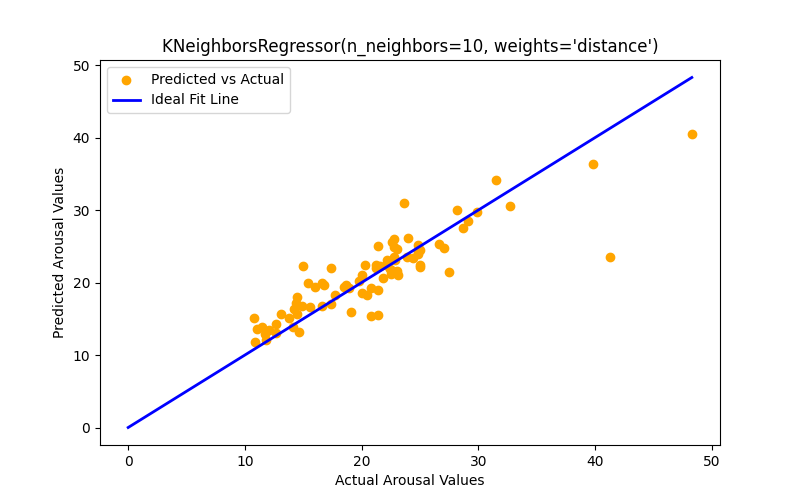 KNeighborsRegressor(n_neighbors=10, weights='distance')
Predicted vs Actual
Ideal Fit Line
Predicted Arousal Values
50
40
30
20
10
0
0 10 20 30 40 50
Actual Arousal Values